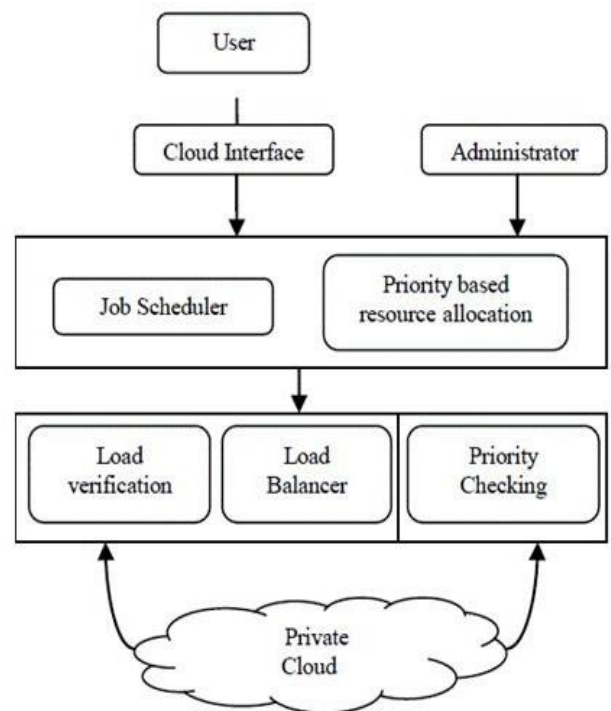 User
Cloud Interface
Administrator
Job Scheduler
Priority based
resource allocation
Load
verification
Load
Balancer
Priority
Checking
Private
Cloud